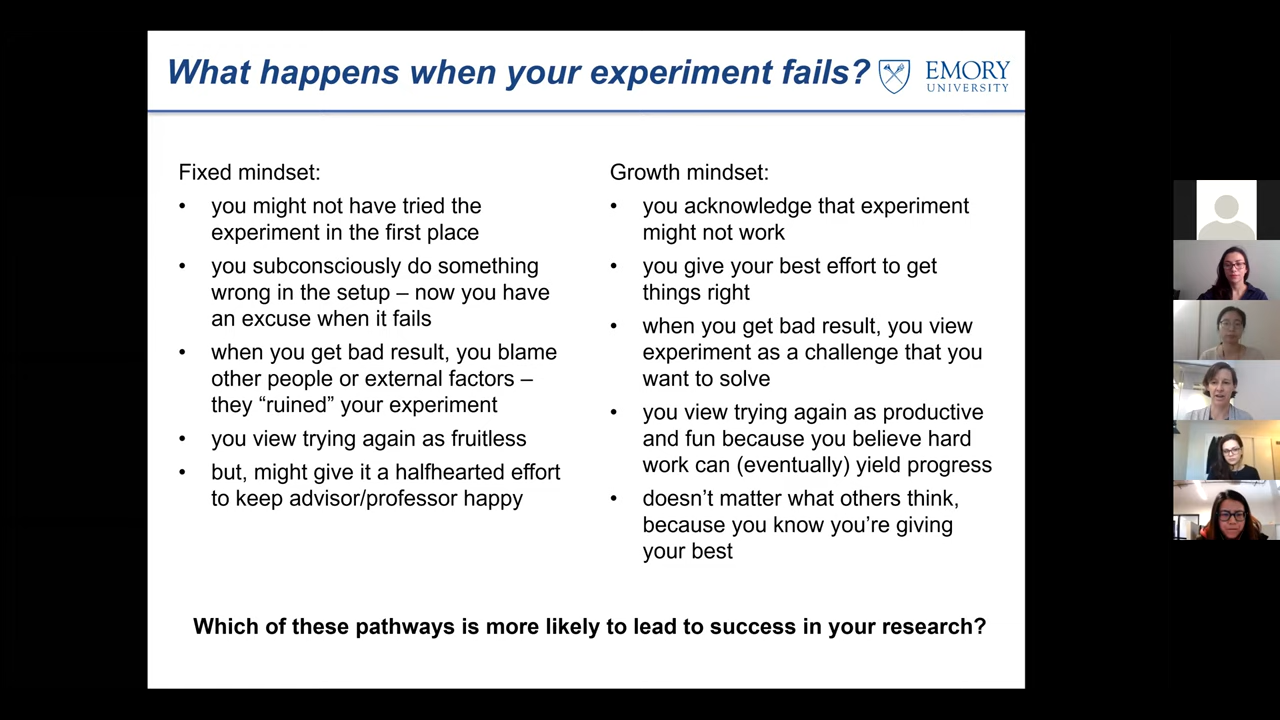 What happens when your experiment fails?
EMORY
UNIVERSITY
Fixed mindset:
• you might not have tried the
experiment in the first place
• you subconsciously do something
wrong in the setup – now you have
an excuse when it fails
• when you get bad result, you blame
other people or external factors –
they “ruined” your experiment
• you view trying again as fruitless
• but, might give it a halfhearted effort
to keep advisor/professor happy
Growth mindset:
• you acknowledge that experiment
might not work
• you give your best effort to get
things right
• when you get bad result, you view
experiment as a challenge that you
want to solve
• you view trying again as productive
and fun because you believe hard
work can (eventually) yield progress
• doesn’t matter what others think,
because you know you’re giving
your best
Which of these pathways is more likely to lead to success in your research?